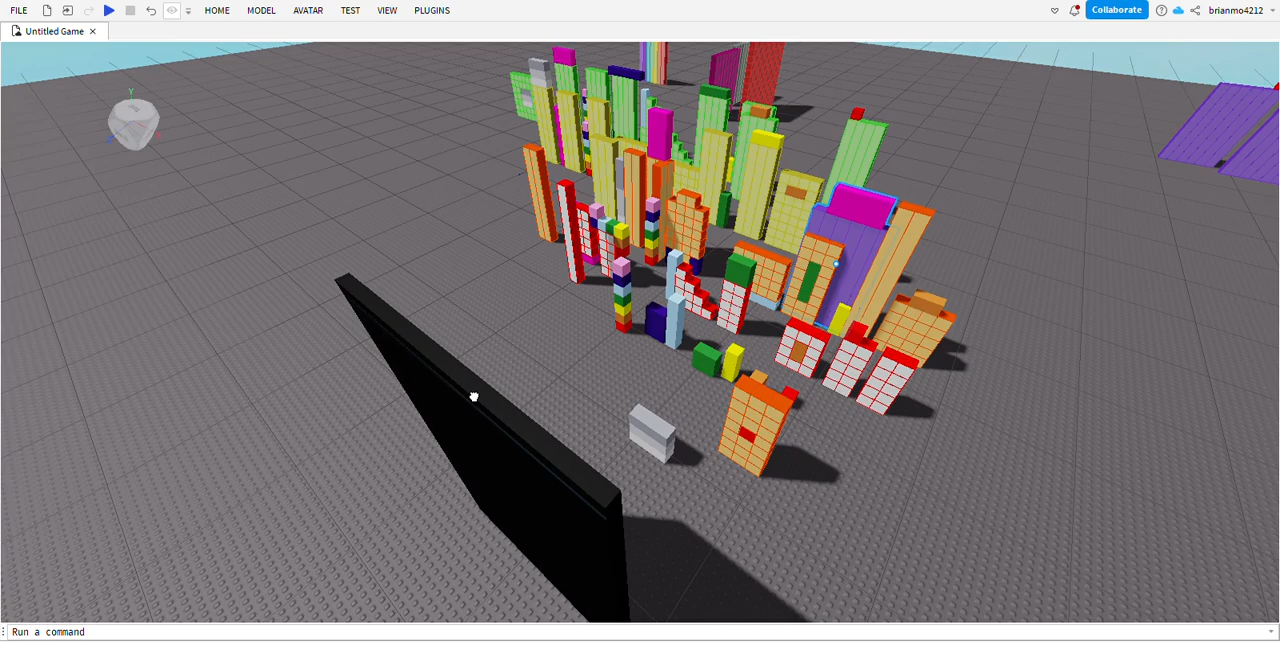 FILE HOME MODEL AVATAR TEST VIEW PLUGINS Collaborate brianmo4212
Untitled Game
Y
Run a command